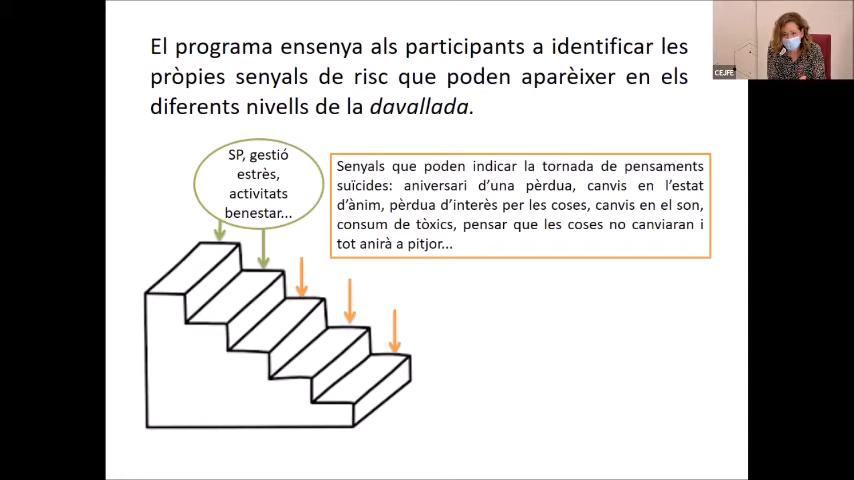 El programa ensenya als participants a identificar les
pròpies senyals de risc que poden aparèixer en els
diferents nivells de la davallada.
SP, gestió
estrès,
activitats
benestar...
Senyals que poden indicar la tornada de pensaments
suïcides: aniversari d'una pèrdua, canvis en l'estat
d'ànim, pèrdua d'interès per les coses, canvis en el son,
consum de tòxics, pensar que les coses no canviaran i
tot anirà a pitjor...
CEJFE